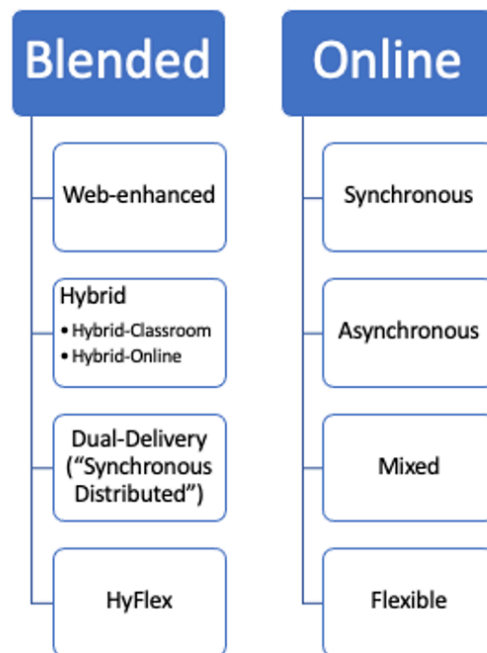 Blended
Web-enhanced
Hybrid
• Hybrid-Classroom
• Hybrid-Online
Dual-Delivery
(“Synchronous
Distributed”)
HyFlex
Online
Synchronous
Asynchronous
Mixed
Flexible